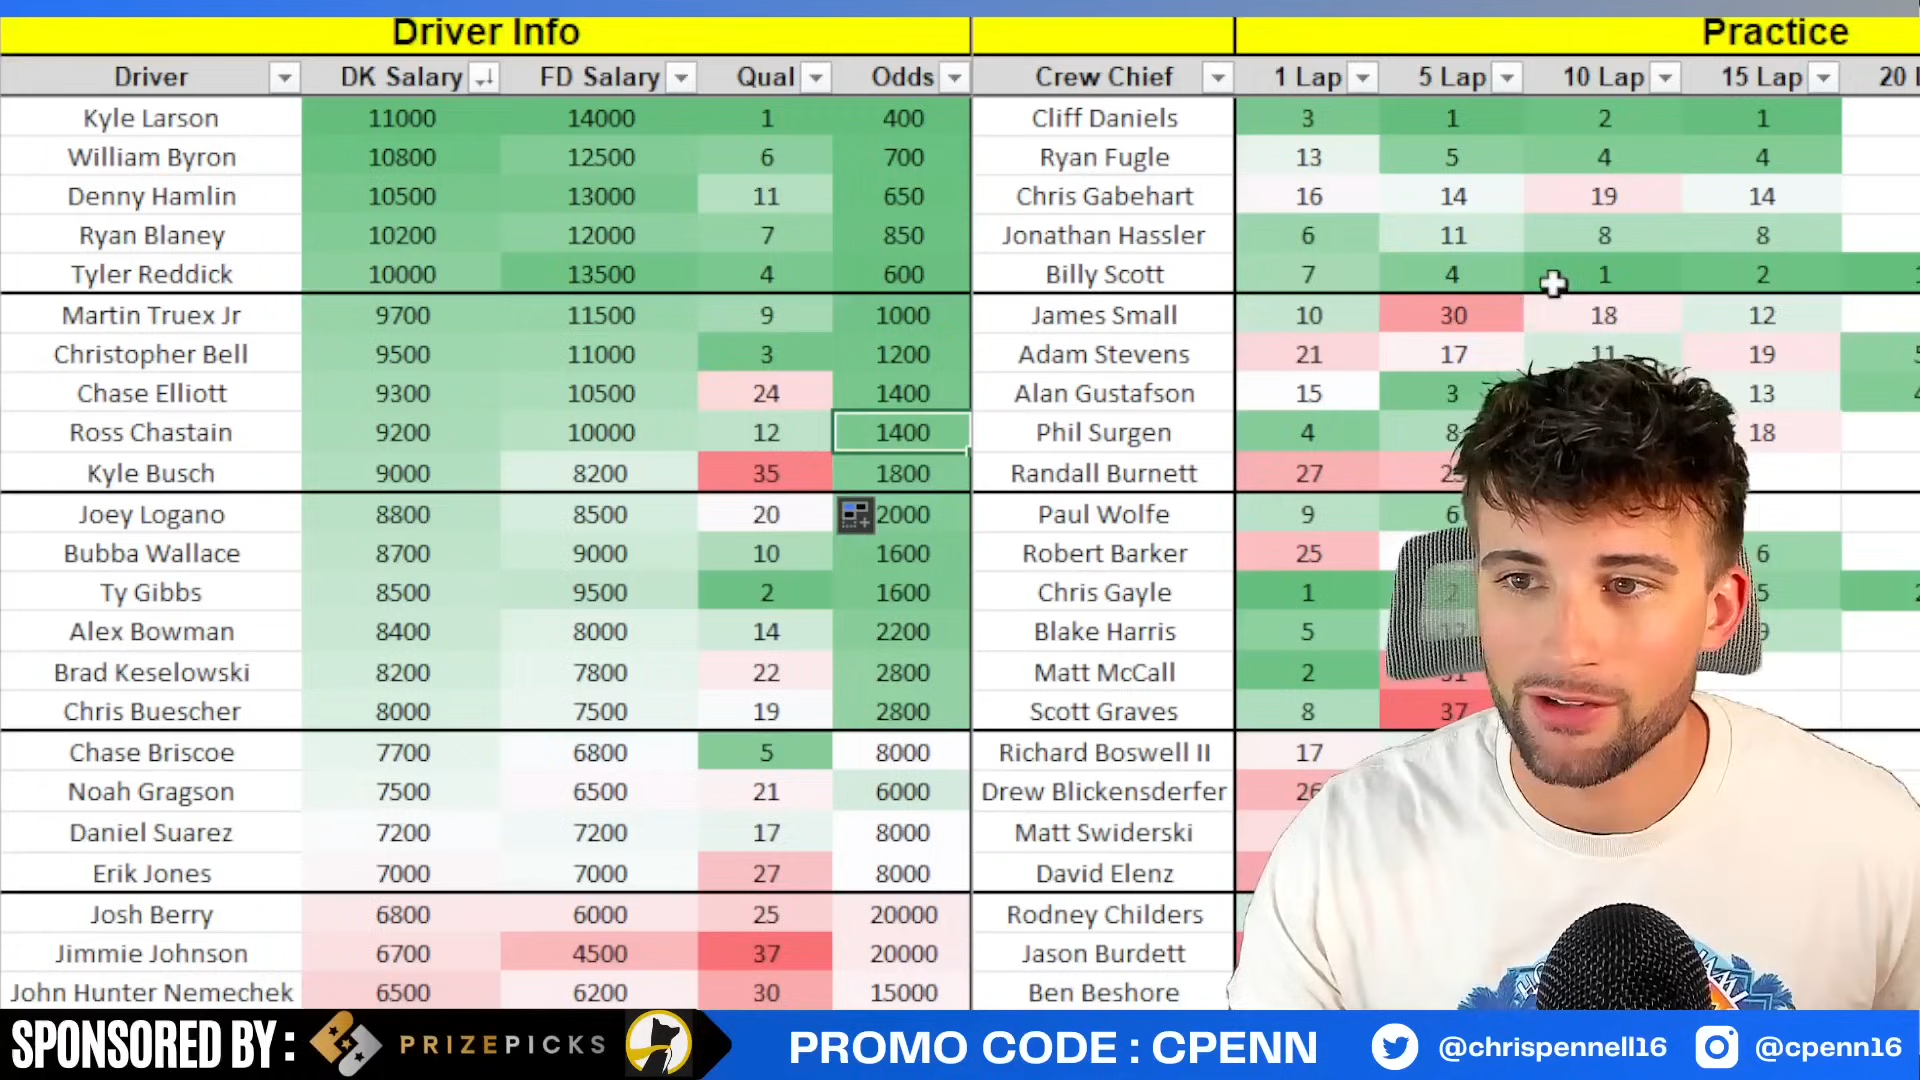 Driver Info Practice
Driver DK Salary FD Salary Qual Odds Crew Chief 1 Lap 5 Lap 10 Lap 15 Lap 20
Kyle Larson 11000 14000 1 400 Cliff Daniels 3 1 2 1
William Byron 10800 12500 6 700 Ryan Fugle 13 5 4 4
Denny Hamlin 10500 13000 11 650 Chris Gabehart 16 14 19 14
Ryan Blaney 10200 12000 7 850 Jonathan Hassler 6 11 8 8
Tyler Reddick 10000 13500 4 600 Billy Scott 7 4 1 2
Martin Truex Jr 9700 11500 9 1000 James Small 10 30 18 12
Christopher Bell 9500 11000 3 1200 Adam Stevens 21 17 11 19
Chase Elliott 9300 10500 24 1400 Alan Gustafson 15 3 13
Ross Chastain 9200 10000 12 1400 Phil Surgen 4 8 18
Kyle Busch 9000 8200 35 1800 Randall Burnett 27
Joey Logano 8800 8500 20 2000 Paul Wolfe 9 6
Bubba Wallace 8700 9000 10 1600 Robert Barker 25 6
Ty Gibbs 8500 9500 2 1600 Chris Gayle 1 2 5
Alex Bowman 8400 8000 14 2200 Blake Harris 5
Brad Keselowski 8200 7800 22 2800 Matt McCall 2
Chris Buescher 8000 7500 19 2800 Scott Graves 8 37
Chase Briscoe 7700 6800 5 8000 Richard Boswell II 17
Noah Gragson 7500 6500 21 6000 Drew Blickensderfer 26
Daniel Suarez 7200 7200 17 8000 Matt Swiderski
Erik Jones 7000 7000 27 8000 David Elenz
Josh Berry 6800 6000 25 20000 Rodney Childers
Jimmie Johnson 6700 4500 37 20000 Jason Burdett
John Hunter Nemechek 6500 6200 30 15000 Ben Beshore
SPONSORED BY : PRIZEPICKS PROMO CODE : CPENN @chrispennell16 @cpenn16